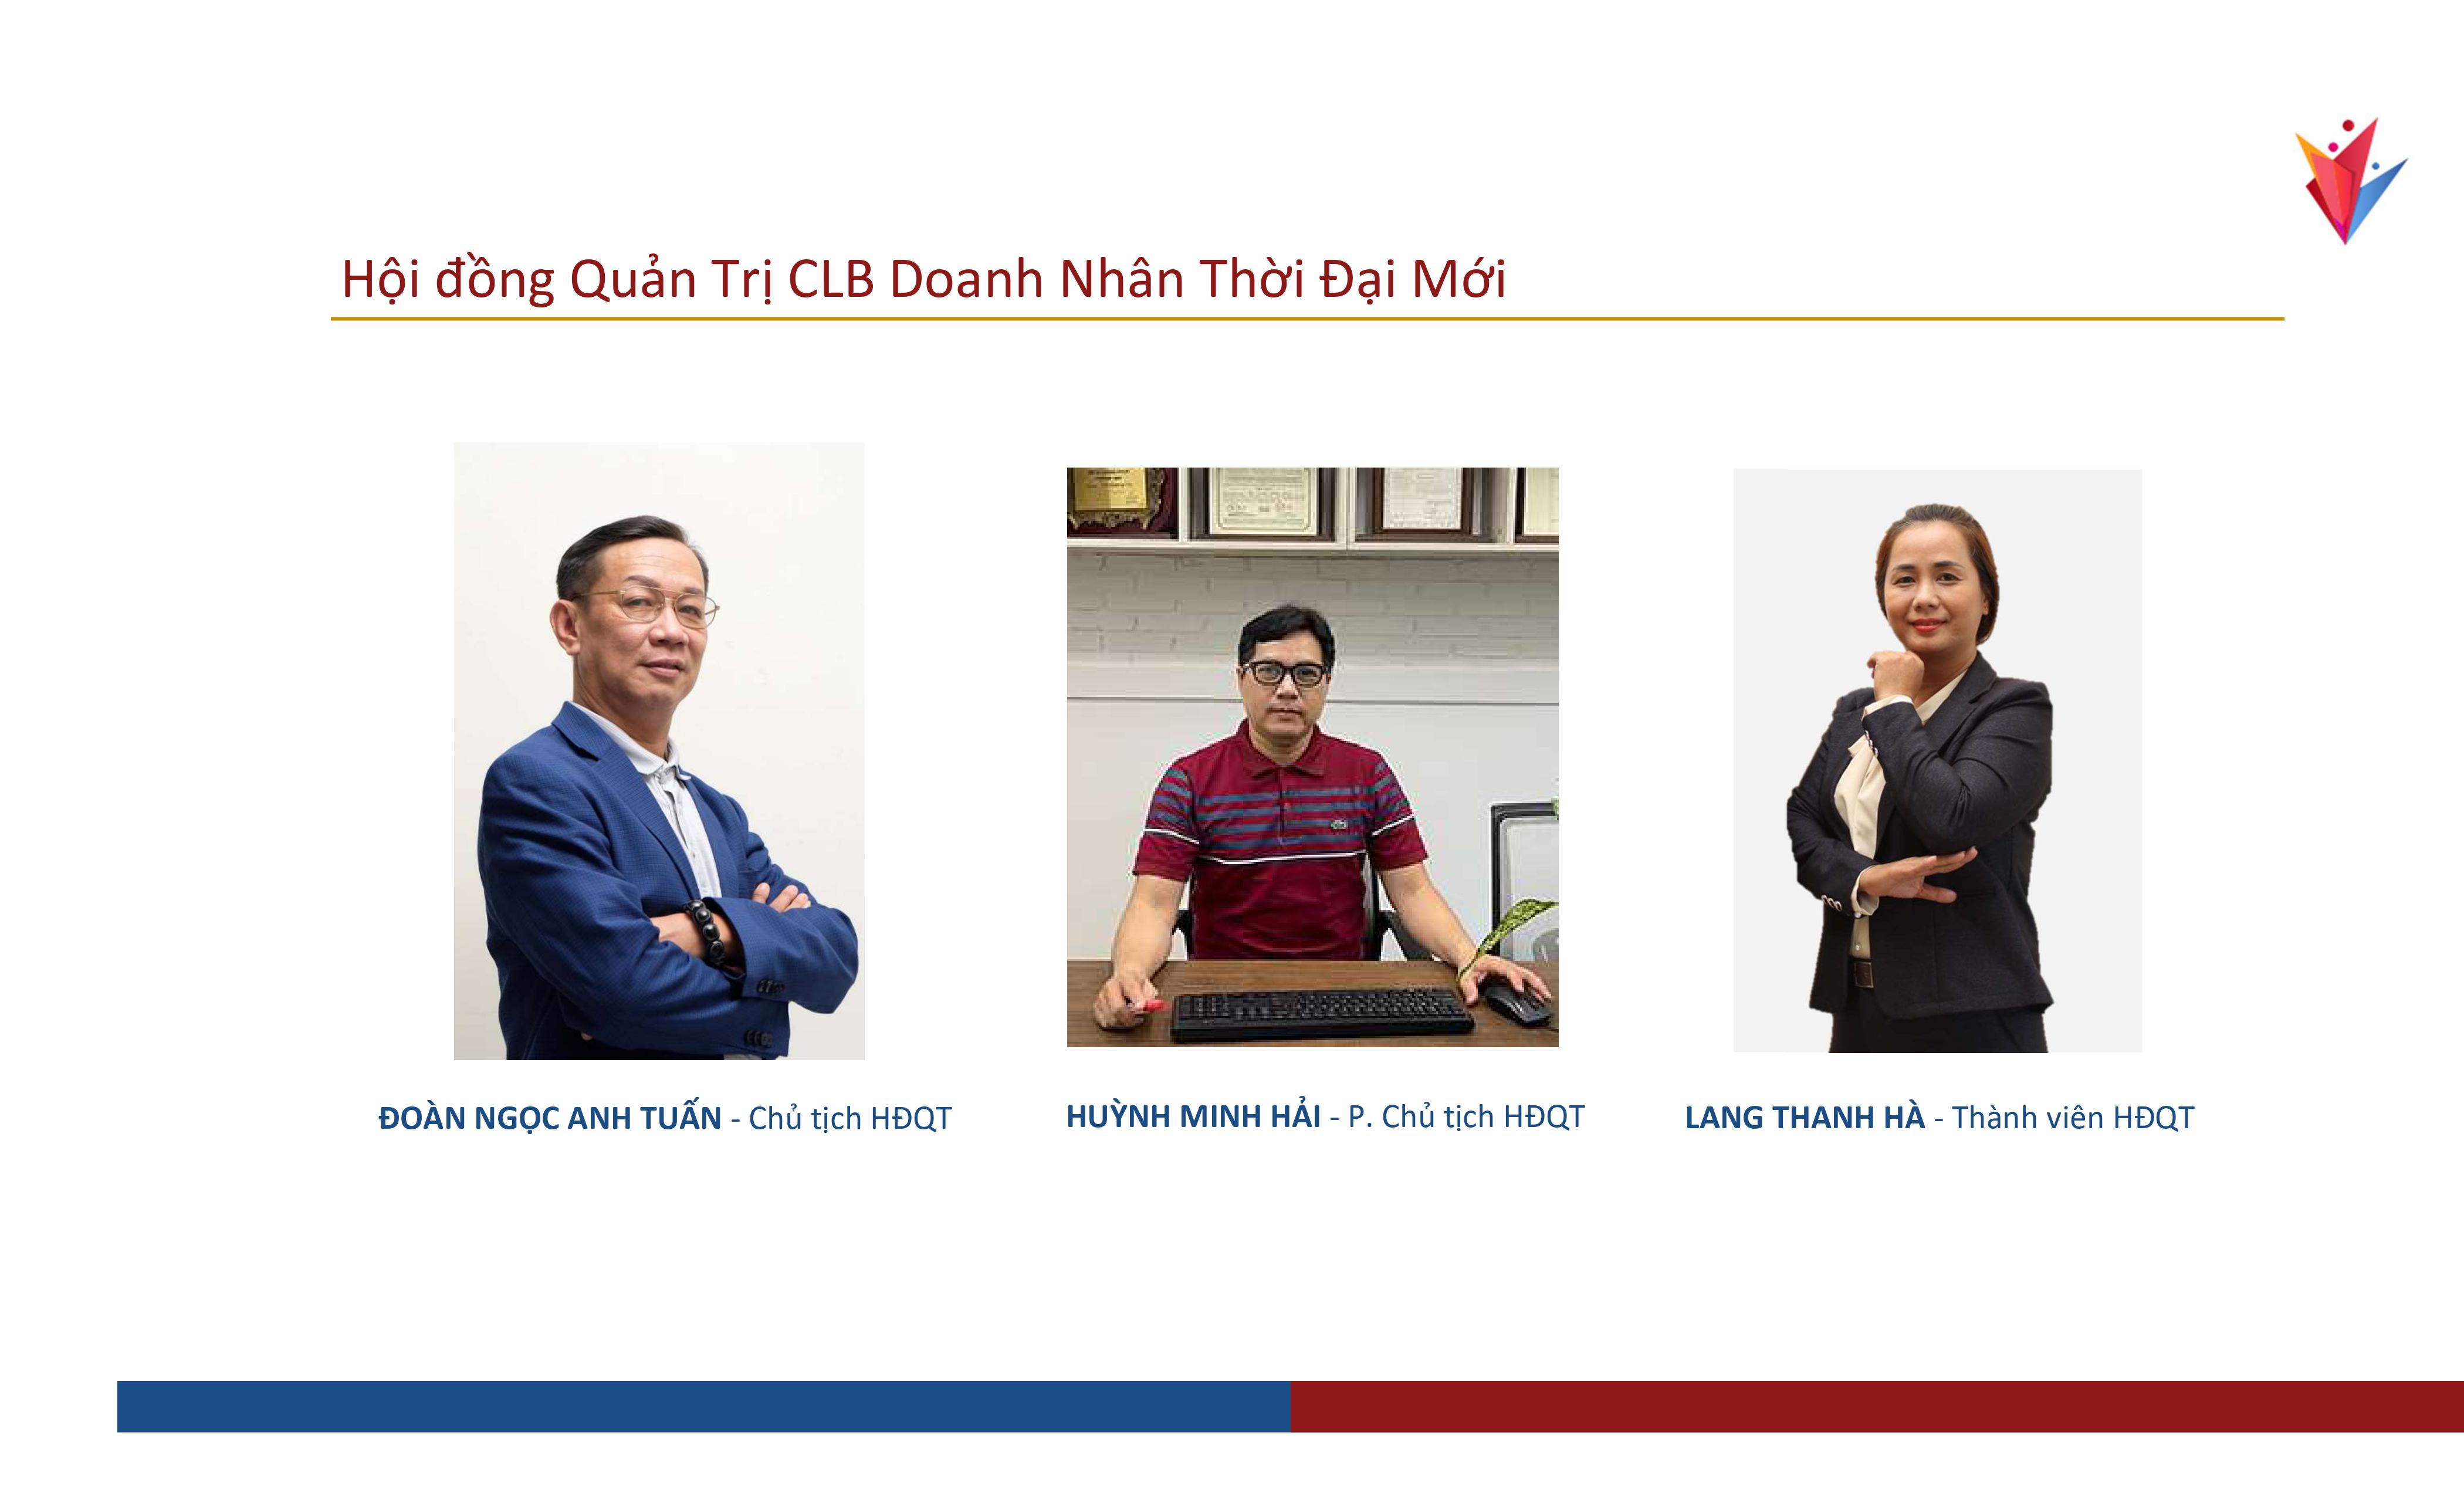 Hội đồng Quản Trị CLB Doanh Nhân Thời Đại Mới
ĐOÀN NGỌC ANH TUẤN - Chủ tịch HĐQT
HUỲNH MINH HẢI - P. Chủ tịch HĐQT
LANG THANH HÀ - Thành viên HĐQT